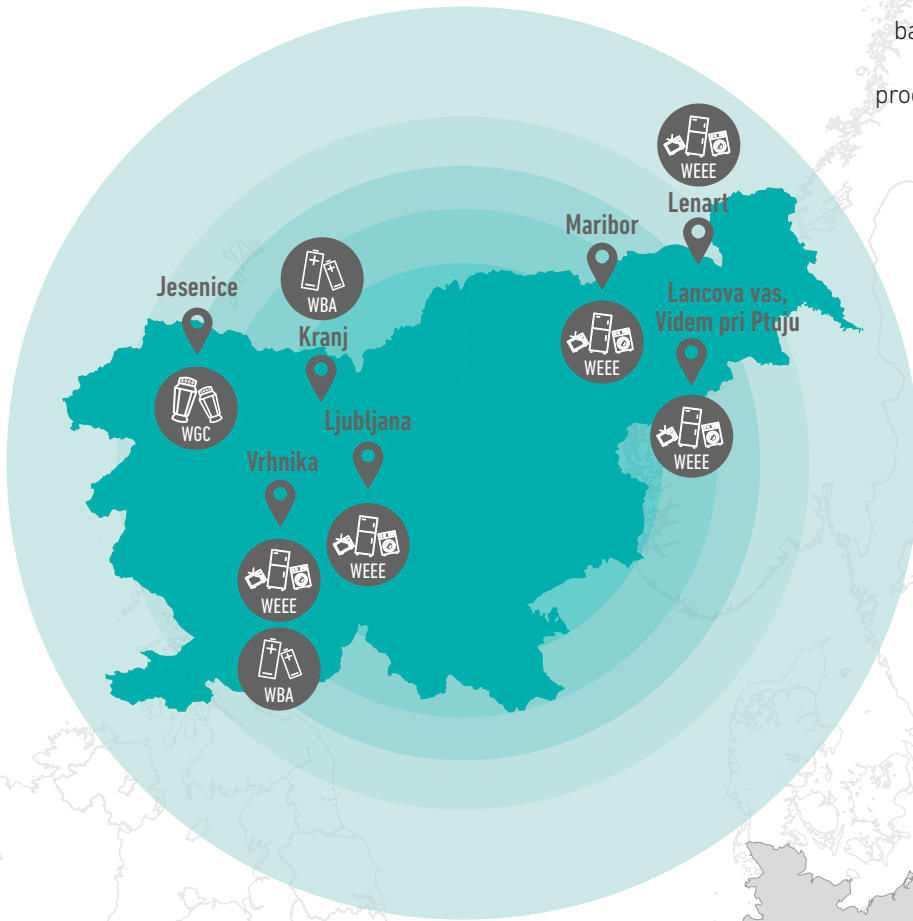 ba
proc
WEEE
Lenart
Maribor
WEEE
Lancova vas,
Videm pri Ptuju
WEEE
WBA
Kranj
Jesenice
WGC
Ljubljana
WEEE
Vrhnika
WEEE
WBA